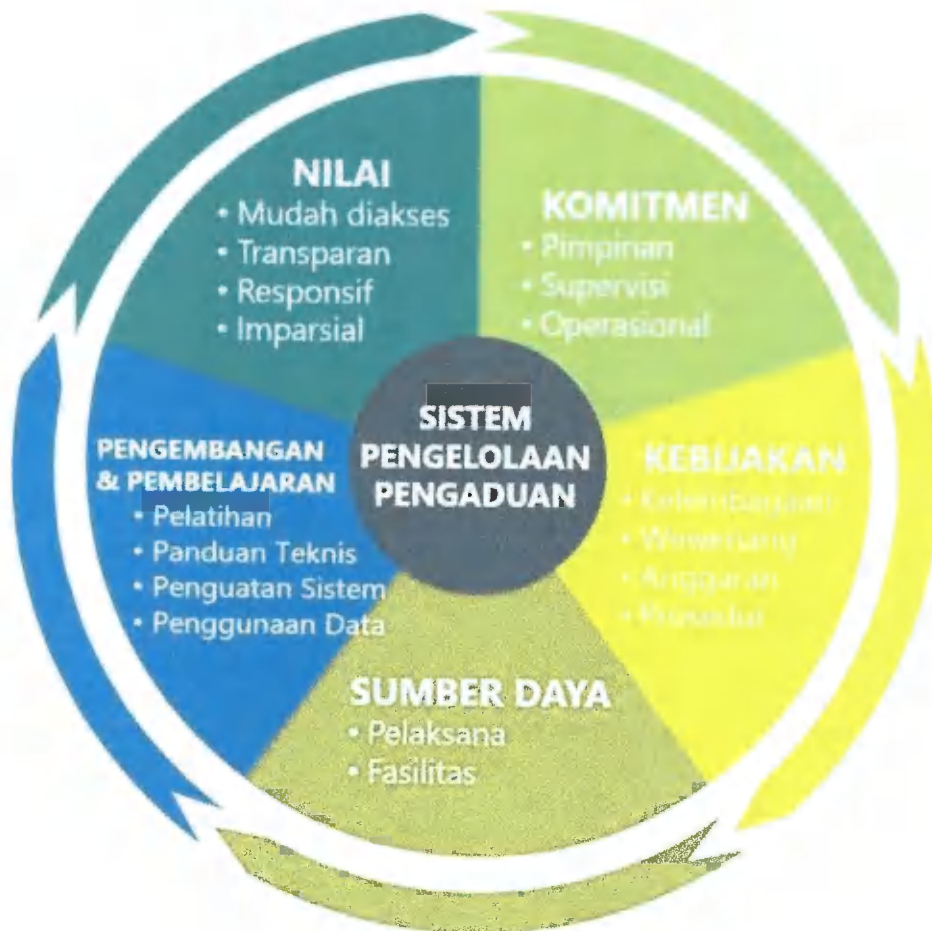 NILAI
• Mudah diakses
• Transparan
• Responsif
• Imparsial
KOMITMEN
• Pimpinan
• Supervisi
• Operasional
KEBIJAKAN
• Kelembagaan
• Wewenang
• Anggaran
• Prosedur
SUMBER DAYA
• Pelaksana
• Fasilitas
PENGEMBANGAN
& PEMBELAJARAN
• Pelatihan
• Panduan Teknis
• Penguatan Sistem
• Penggunaan Data
SISTEM
PENGELOLAAN
PENGADUAN